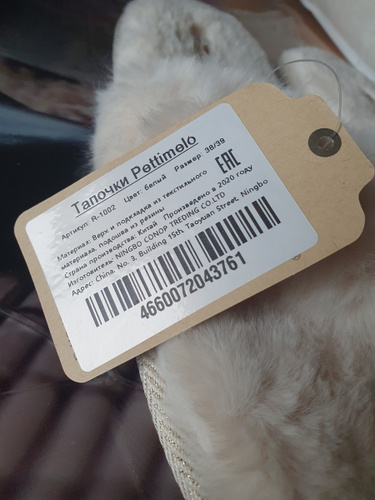 Тапочки Pettimelo
Артикул: R-1002 Цвет: белый Размер: 38/39
Материал: Верх и подкладка из текстильного
материала, подошва из резины
Страна производства: Китай Произведено в 2020 году
Изготовитель: NINGBO CONOP TREDING CO.LTD
Адрес: China, No. 3, Building 15th, Taoyuan Street, Ningbo
EAC
4660072043761